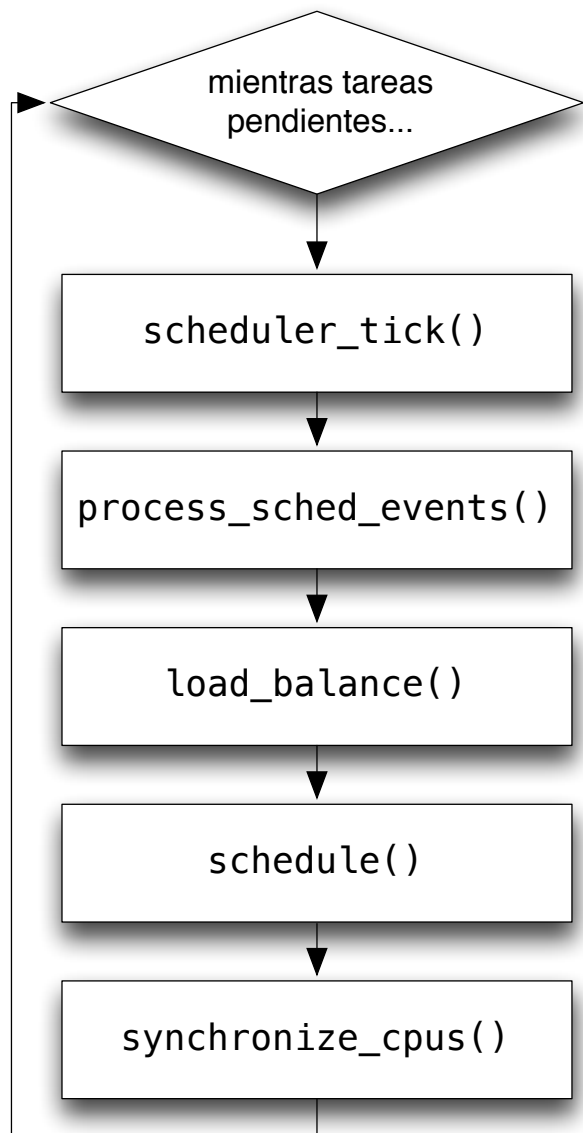 mientras tareas
pendientes...
scheduler_tick()
process_sched_events()
load_balance()
schedule()
synchronize_cpus()